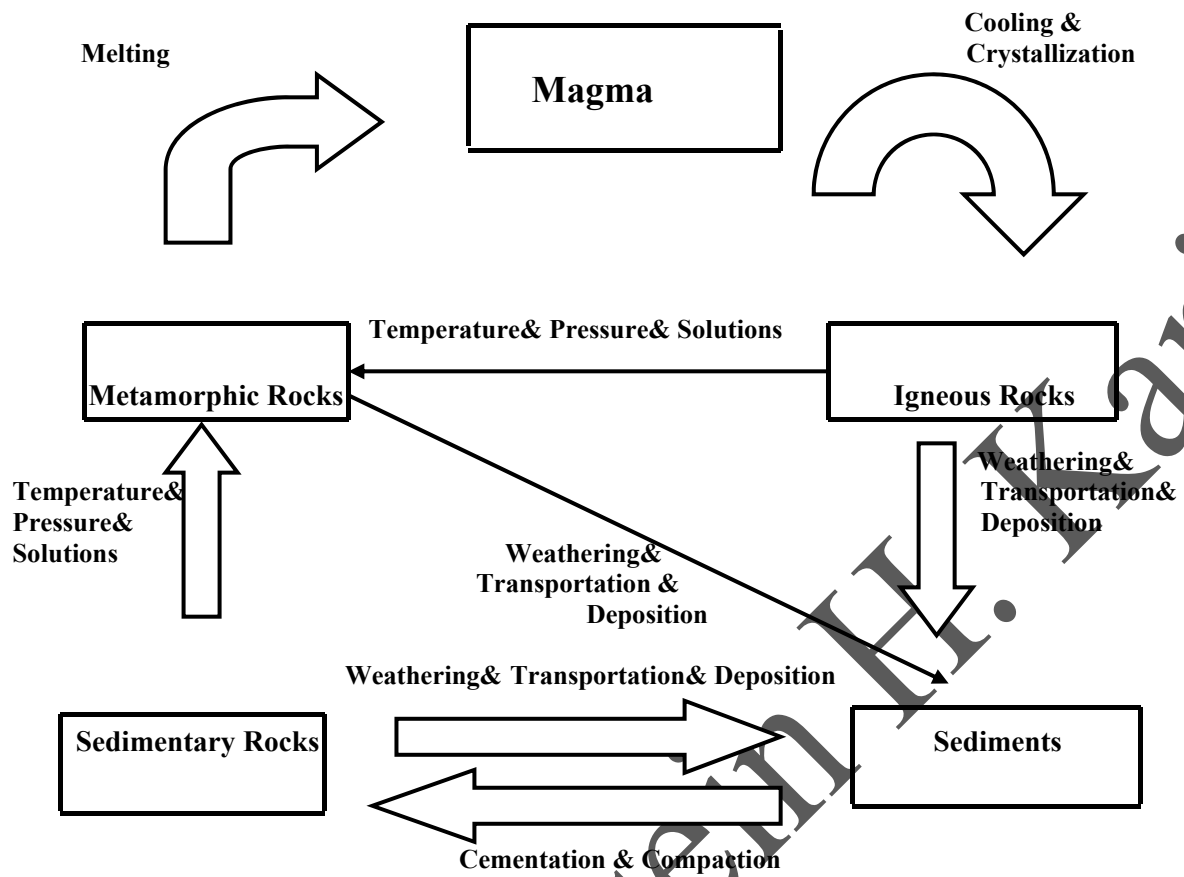 Cooling &
Crystallization
Melting
Magma
Temperature& Pressure& Solutions
Metamorphic Rocks
Igneous Rocks
Weathering&
Transportation&
Deposition
Temperature&
Pressure&
Solutions
Weathering&
Transportation &
Deposition
Weathering& Transportation& Deposition
Sedimentary Rocks
Sediments
Cementation & Compaction
H.